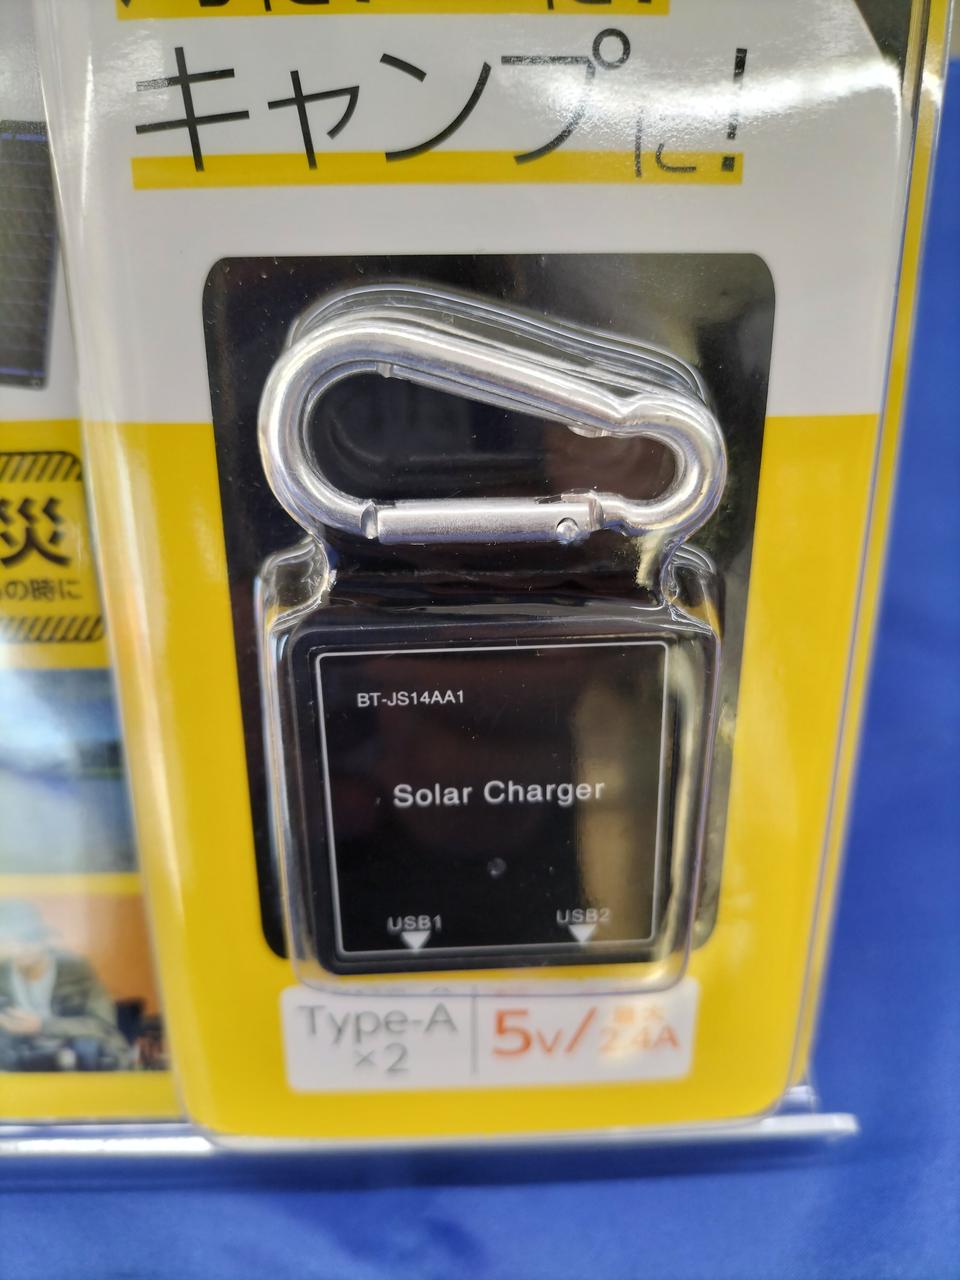 キャンプに!
災
の時に
BT-JS14AA1
Solar Charger
USB1
USB2
Type-A
×2
5v/最大
2.4A